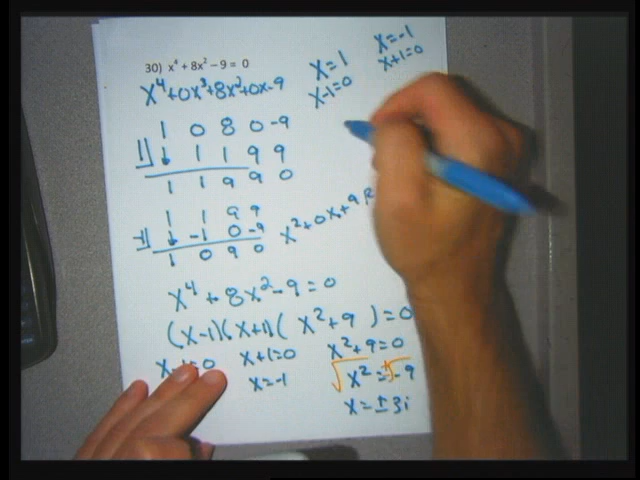 30) x⁴ + 8x² − 9 = 0
x⁴+0x³+8x²+0x-9
x=1
x-1=0
x=-1
x+1=0
1 0 8 0 -9
1 ↓ 1 1 9 9
1 1 9 9 0
1 1 9 9
-1 ↓ -1 0 -9
1 0 9 0
x²+0x+9 R
x⁴+8x²-9=0
(x-1)(x+1)( x²+9 )=0
x+1=0
x²+9=0
x=-1
√x²=±√-9
x=±3i